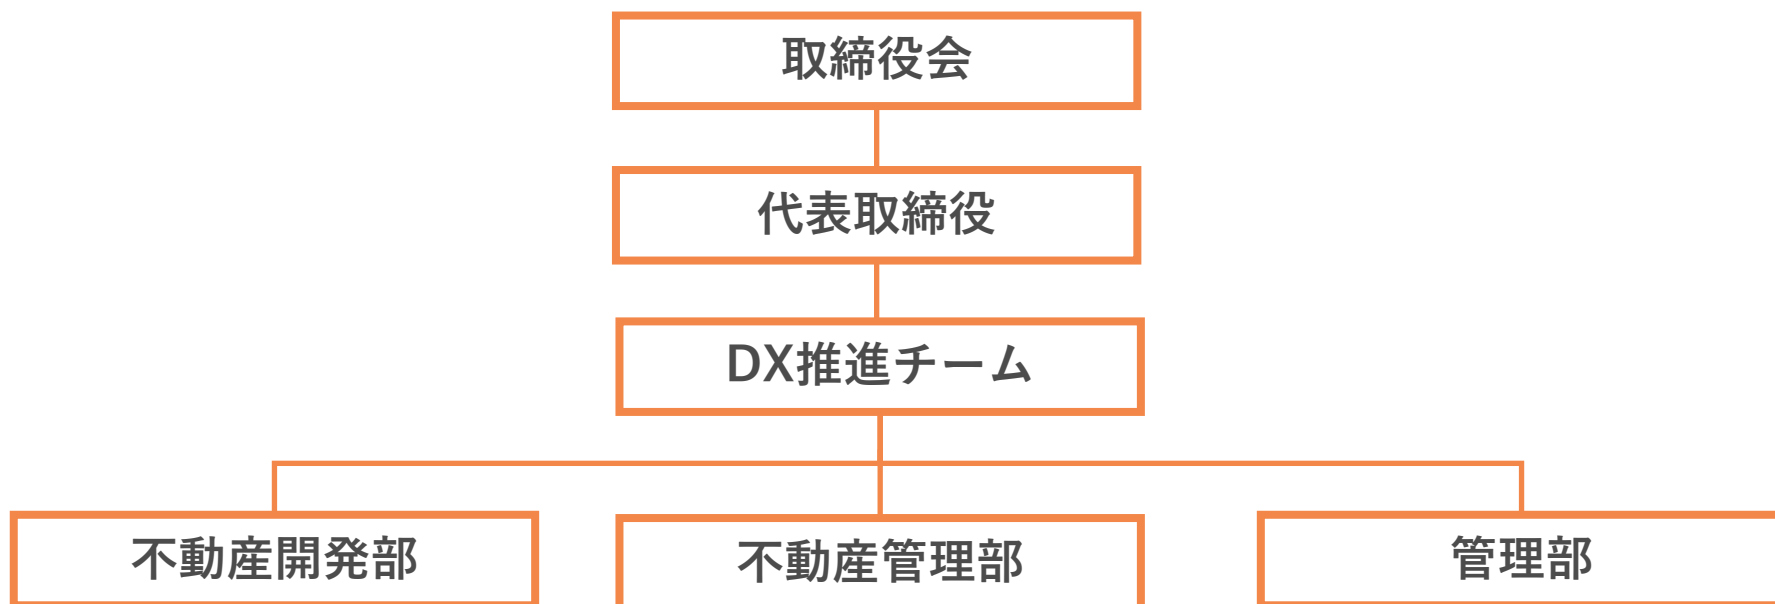 取締役会
代表取締役
DX推進チーム
不動産開発部
不動産管理部
管理部